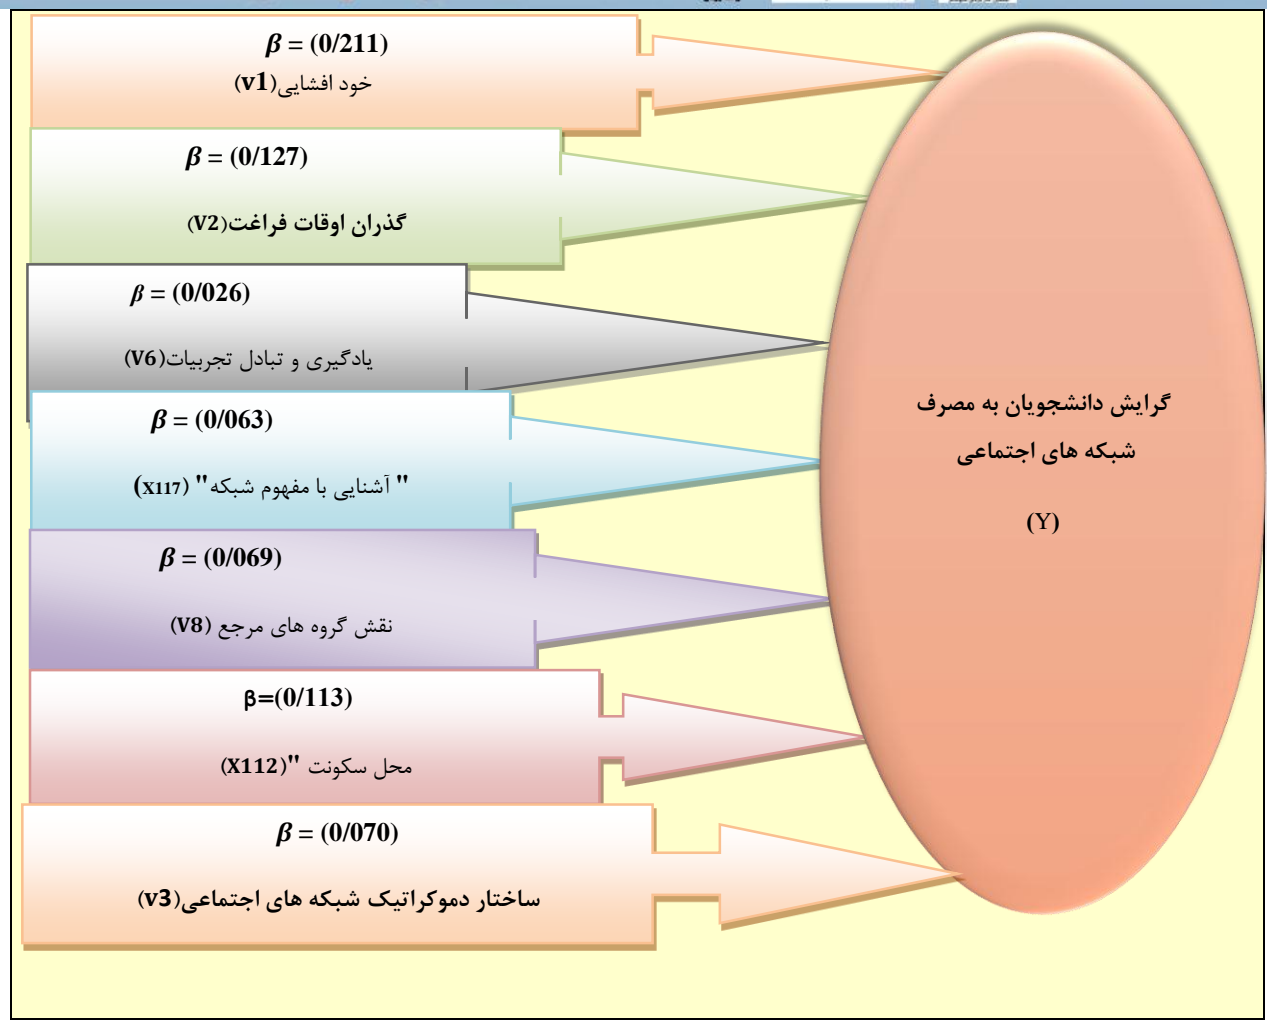 β = (0/211)
خود افشایی(v1)
β = (0/127)
گذران اوقات فراغت(V2)
β = (0/026)
یادگیری و تبادل تجربیات(V6)
β = (0/063)
" آشنایی با مفهوم شبکه" (X117)
β = (0/069)
نقش گروه های مرجع (V8)
β=(0/113)
محل سکونت "(X112)
β = (0/070)
ساختار دموکراتیک شبکه های اجتماعی(v3)
گرایش دانشجویان به مصرف
شبکه های اجتماعی
(Y)